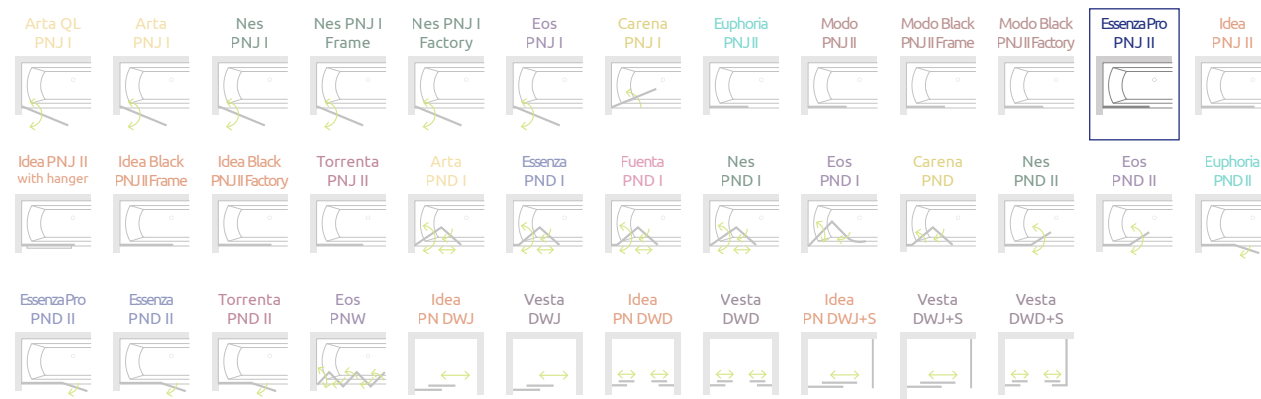 Arta QL
PNJ I
Arta
PNJ I
Nes
PNJ I
Nes PNJ I
Frame
Nes PNJ I
Factory
Eos
PNJ I
Carena
PNJ I
Euphoria
PNJ II
Modo
PNJ II
Modo Black
PNJ II Frame
Modo Black
PNJ II Factory
Essenza Pro
PNJ II
Idea
PNJ II
Idea PNJ II
with hanger
Idea Black
PNJ II Frame
Idea Black
PNJ II Factory
Torrenta
PNJ II
Arta
PND I
Essenza
PND I
Fuenta
PND I
Nes
PND I
Eos
PND I
Carena
PND
Nes
PND II
Eos
PND II
Euphoria
PND II
Essenza Pro
PND II
Essenza
PND II
Torrenta
PND II
Eos
PNW
Idea
PN DWJ
Vesta
DWJ
Idea
PN DWD
Vesta
DWD
Idea
PN DWJ+S
Vesta
DWJ+S
Vesta
DWD+S